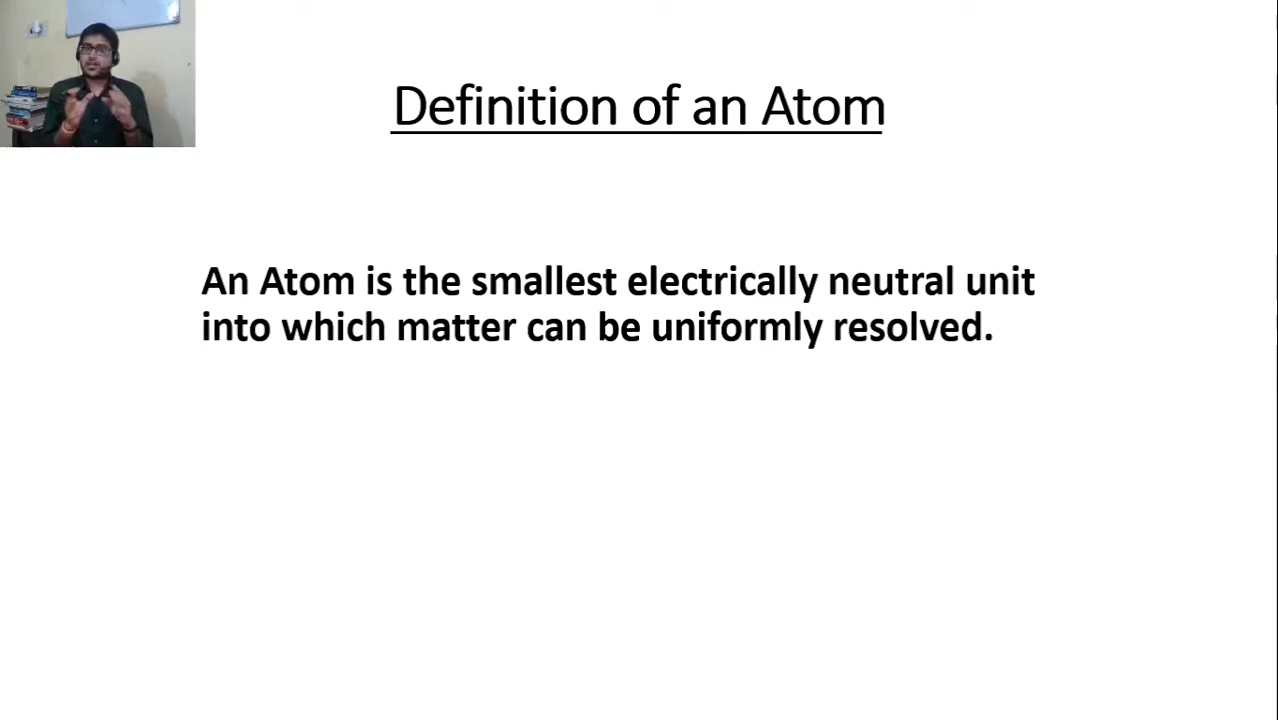 Definition of an Atom
An Atom is the smallest electrically neutral unit
into which matter can be uniformly resolved.